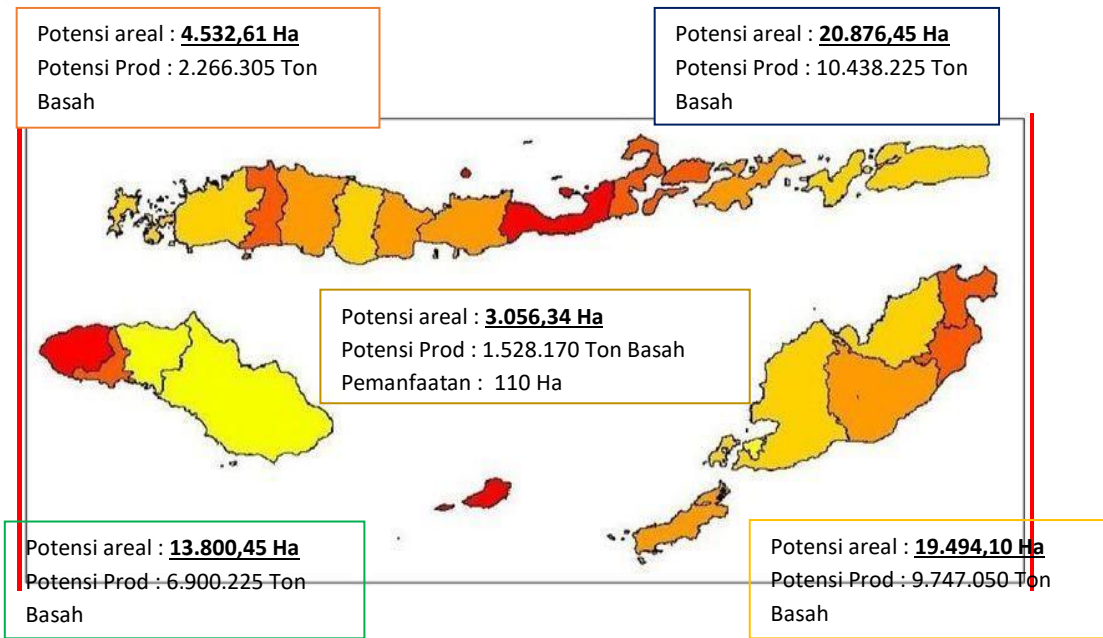 Potensi areal : 4.532,61 Ha
Potensi Prod : 2.266.305 Ton
Basah
Potensi areal : 20.876,45 Ha
Potensi Prod : 10.438.225 Ton
Basah
Potensi areal : 3.056,34 Ha
Potensi Prod : 1.528.170 Ton Basah
Pemanfaatan : 110 Ha
Potensi areal : 13.800,45 Ha
Potensi Prod : 6.900.225 Ton
Basah
Potensi areal : 19.494,10 Ha
Potensi Prod : 9.747.050 Ton
Basah